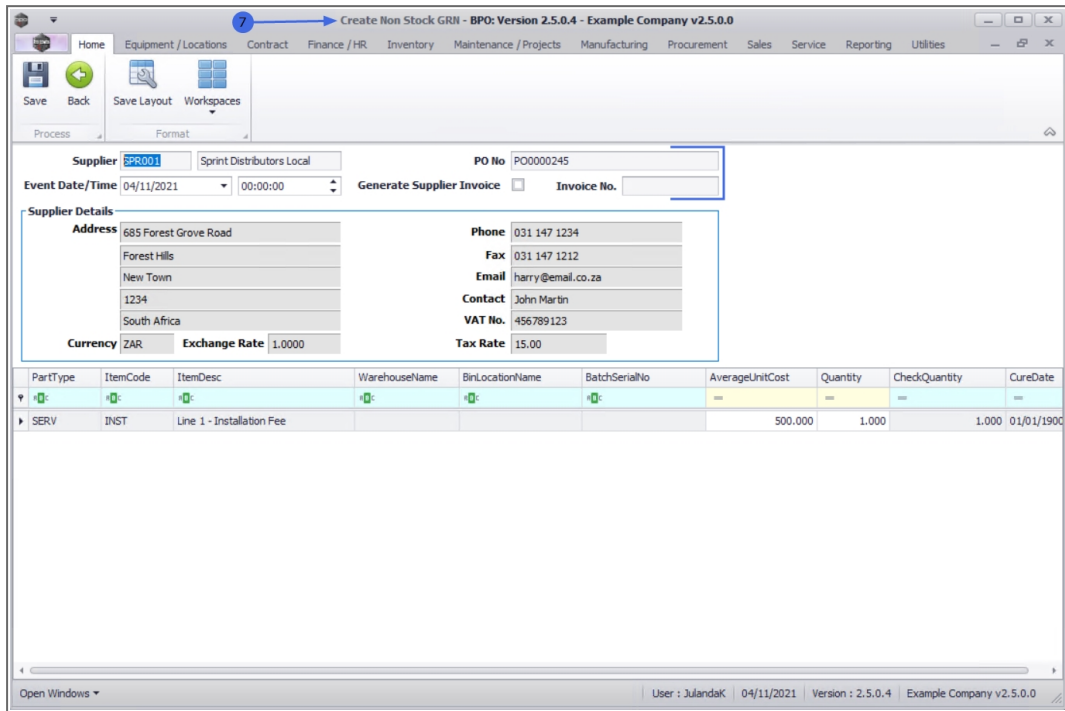 7 Create Non Stock GRN - BPO: Version 2.5.0.4 - Example Company v2.5.0.0
Home Equipment / Locations Contract Finance / HR Inventory Maintenance / Projects Manufacturing Procurement Sales Service Reporting Utilities
Save Back Save Layout Workspaces
Process Format
Supplier SPR001 Sprint Distributors Local PO No PO0000245
Event Date/Time 04/11/2021 00:00:00 Generate Supplier Invoice Invoice No.
Supplier Details
Address 685 Forest Grove Road Phone 031 147 1234
Forest Hills Fax 031 147 1212
New Town Email harry@email.co.za
1234 Contact John Martin
South Africa VAT No. 456789123
Currency ZAR Exchange Rate 1.0000 Tax Rate 15.00
PartType ItemCode ItemDesc WarehouseName BinLocationName BatchSerialNo AverageUnitCost Quantity CheckQuantity CureDate
SERV INST Line 1 - Installation Fee 500.000 1.000 1.000 01/01/1900
Open Windows User : JulandaK 04/11/2021 Version : 2.5.0.4 Example Company v2.5.0.0